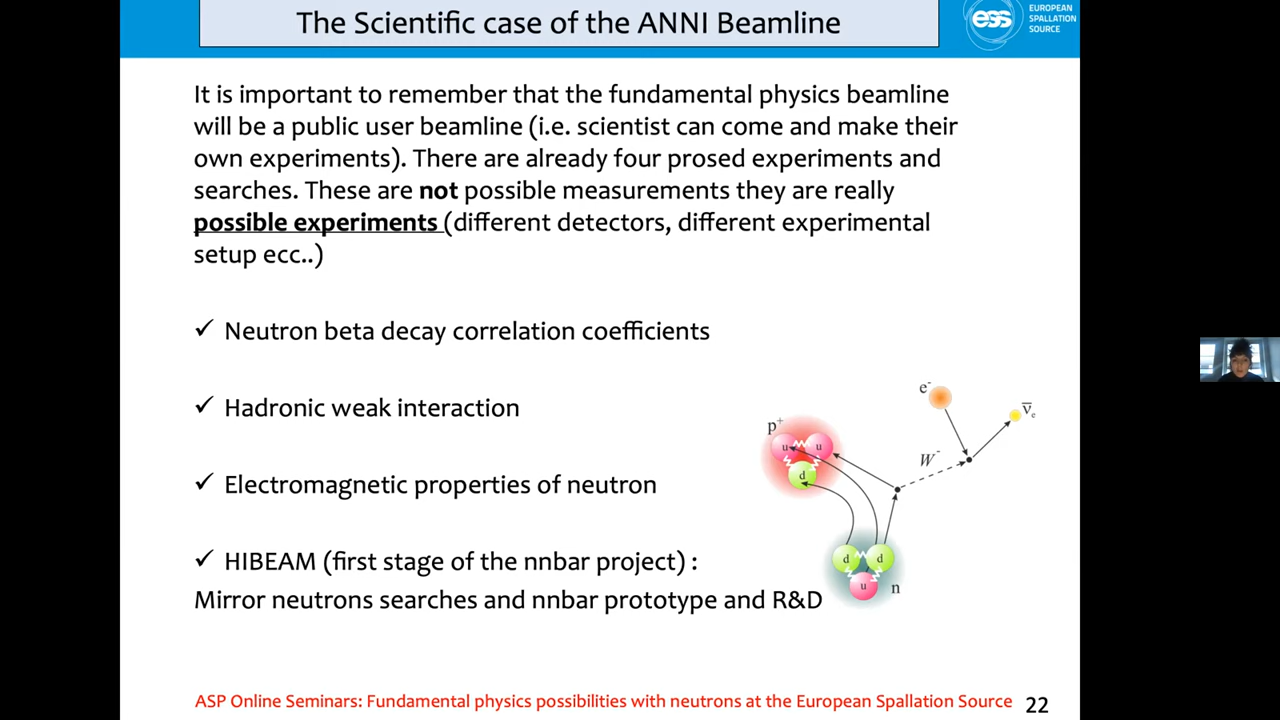 The Scientific case of the ANNI Beamline
ess
EUROPEAN
SPALLATION
SOURCE
It is important to remember that the fundamental physics beamline
will be a public user beamline (i.e. scientist can come and make their
own experiments). There are already four prosed experiments and
searches. These are not possible measurements they are really
possible experiments (different detectors, different experimental
setup ecc..)
✓ Neutron beta decay correlation coefficients
✓ Hadronic weak interaction
✓ Electromagnetic properties of neutron
✓ HIBEAM (first stage of the nnbar project) :
Mirror neutrons searches and nnbar prototype and R&D
e⁻
ν̄e
p⁺
u u
d
W⁻
d d
u
n
ASP Online Seminars: Fundamental physics possibilities with neutrons at the European Spallation Source
22